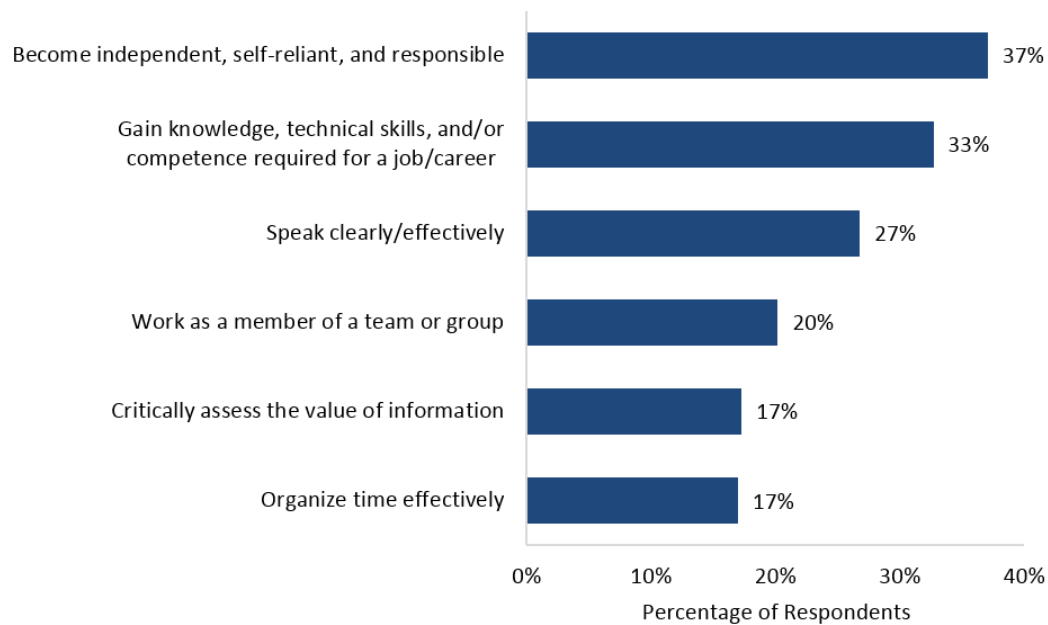 Become independent, self-reliant, and responsible
37%
Gain knowledge, technical skills, and/or
competence required for a job/career
33%
Speak clearly/effectively
27%
Work as a member of a team or group
20%
Critically assess the value of information
17%
Organize time effectively
17%
0%
10%
20%
30%
40%
Percentage of Respondents